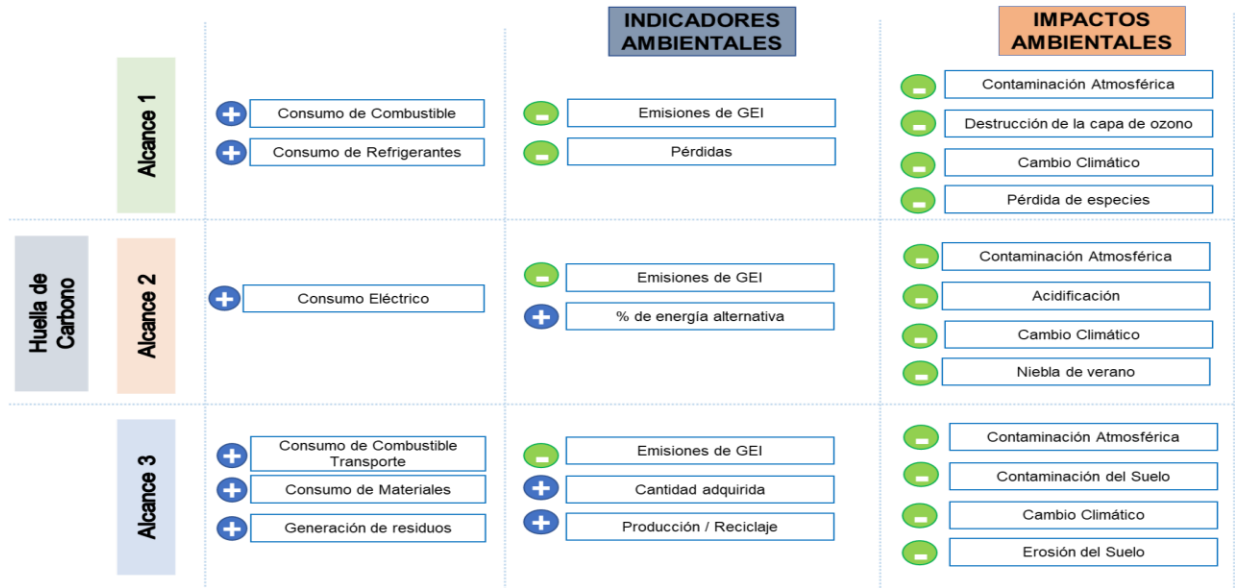 INDICADORES
AMBIENTALES
IMPACTOS
AMBIENTALES
Huella de
Carbono
Alcance 1
+ Consumo de Combustible
+ Consumo de Refrigerantes
- Emisiones de GEI
- Pérdidas
- Contaminación Atmosférica
- Destrucción de la capa de ozono
- Cambio Climático
- Pérdida de especies
Alcance 2
+ Consumo Eléctrico
- Emisiones de GEI
+ % de energía alternativa
- Contaminación Atmosférica
- Acidificación
- Cambio Climático
- Niebla de verano
Alcance 3
+ Consumo de Combustible
Transporte
+ Consumo de Materiales
+ Generación de residuos
- Emisiones de GEI
+ Cantidad adquirida
+ Producción / Reciclaje
- Contaminación Atmosférica
- Contaminación del Suelo
- Cambio Climático
- Erosión del Suelo